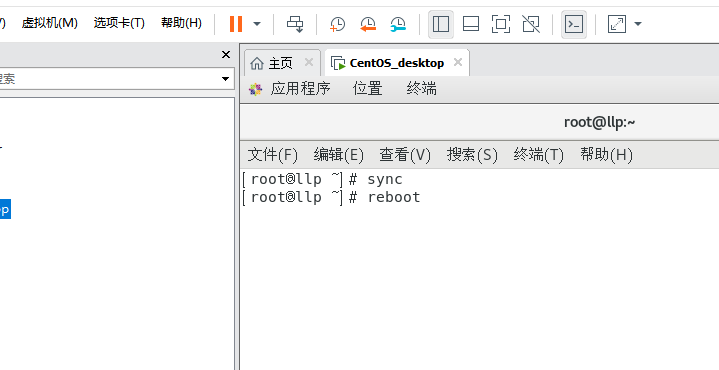 虚拟机(M) 选项卡(T) 帮助(H)
搜索
主页 CentOS_desktop
应用程序 位置 终端
root@llp:~
文件(F) 编辑(E) 查看(V) 搜索(S) 终端(T) 帮助(H)
[root@llp ~]# sync
[root@llp ~]# reboot